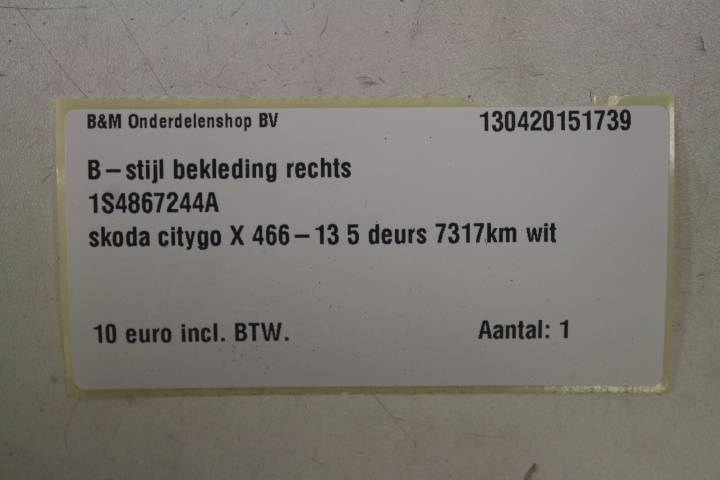 B&M Onderdelenshop BV 130420151739
B-stijl bekleding rechts
1S4867244A
skoda citygo X 466-13 5 deurs 7317km wit
10 euro incl. BTW. Aantal: 1